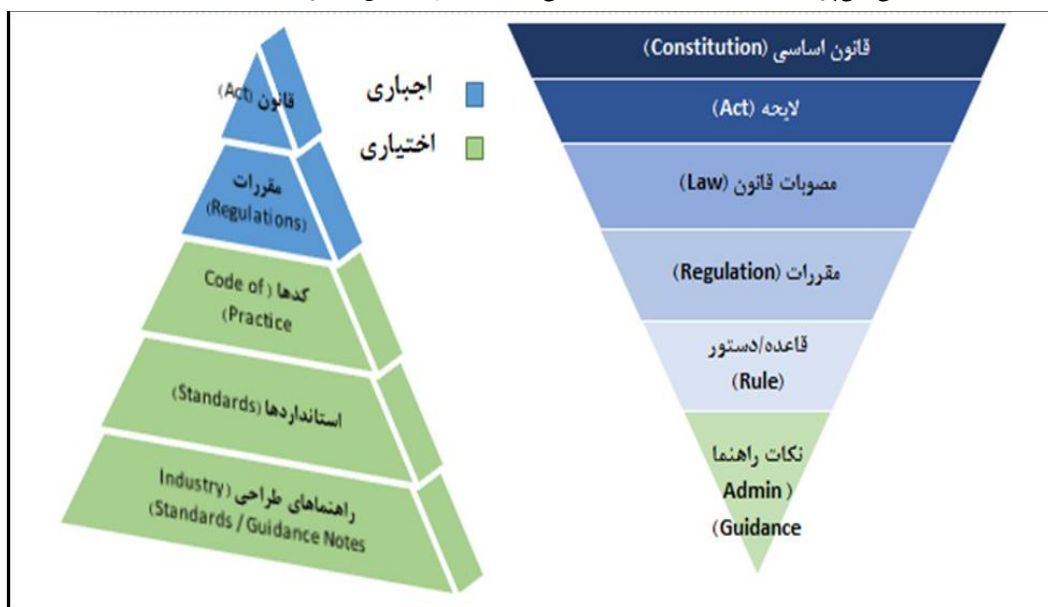 قانون اساسی (Constitution)
لایحه (Act)
مصوبات قانون (Law)
مقررات (Regulation)
قاعده/دستور
(Rule)
نکات راهنما
Admin )
(Guidance
اجباری
اختیاری
قانون (Act)
مقررات
(Regulations)
کدها ( Code of
(Practice
استانداردها (Standards)
راهنماهای طراحی (Industry
(Standards / Guidance Notes